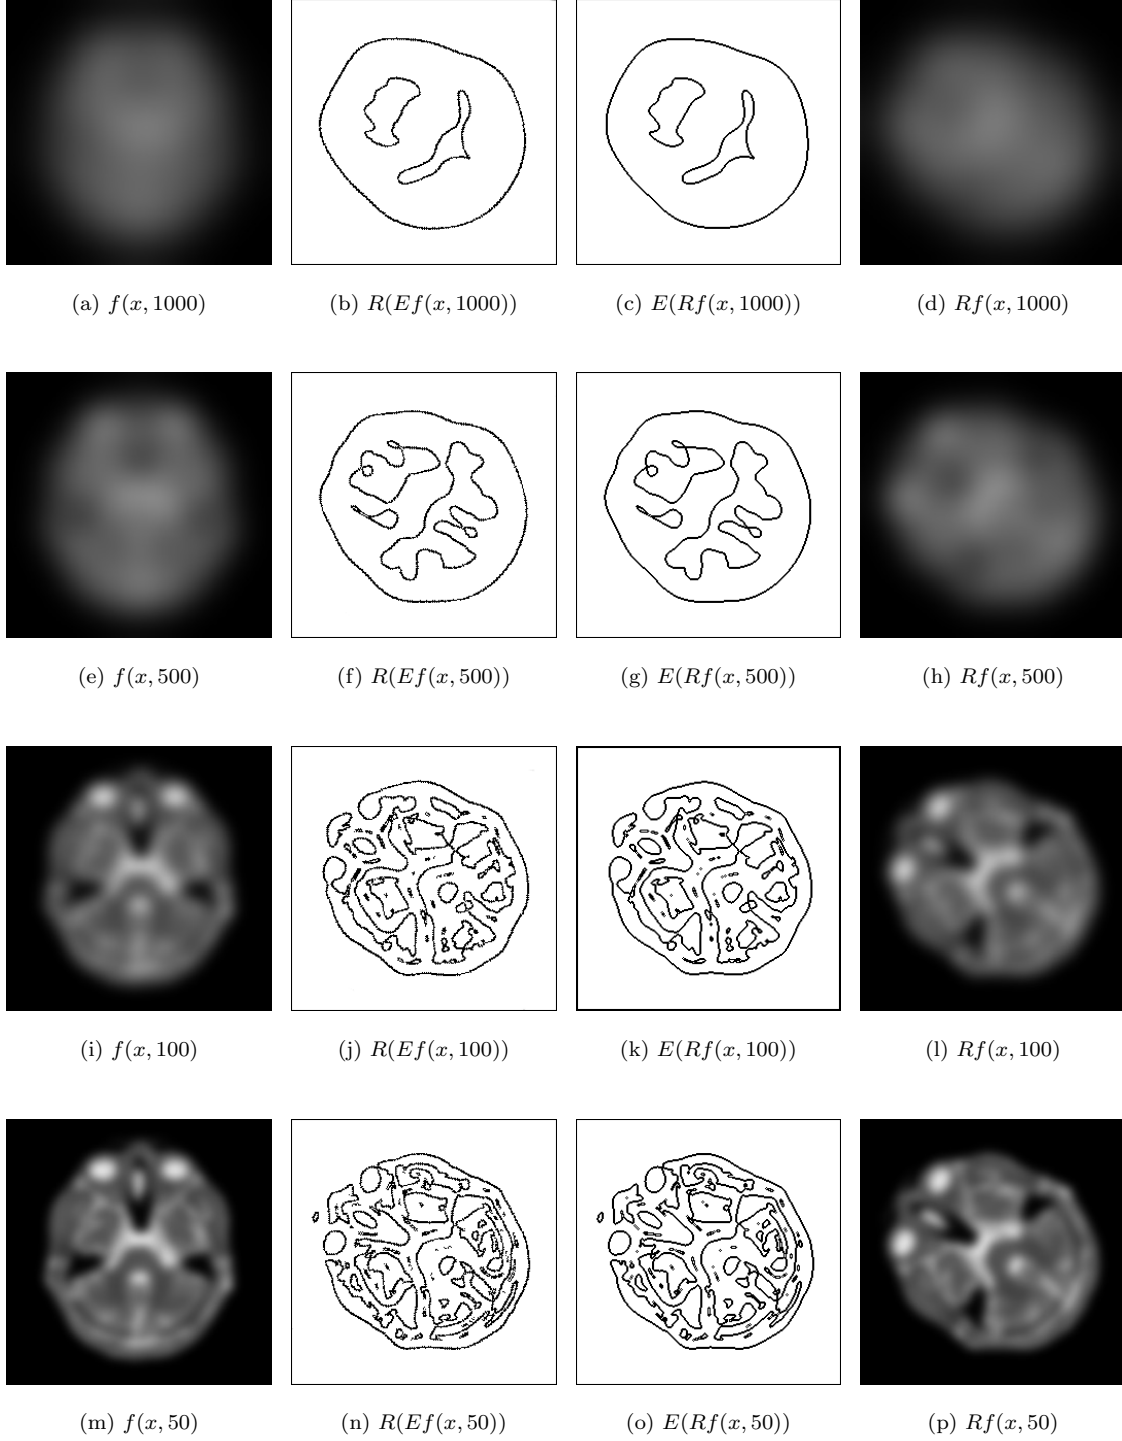 (a) f(x, 1000)
(b) R(Ef(x, 1000))
(c) E(Rf(x, 1000))
(d) Rf(x, 1000)
(e) f(x, 500)
(f) R(Ef(x, 500))
(g) E(Rf(x, 500))
(h) Rf(x, 500)
(i) f(x, 100)
(j) R(Ef(x, 100))
(k) E(Rf(x, 100))
(l) Rf(x, 100)
(m) f(x, 50)
(n) R(Ef(x, 50))
(o) E(Rf(x, 50))
(p) Rf(x, 50)